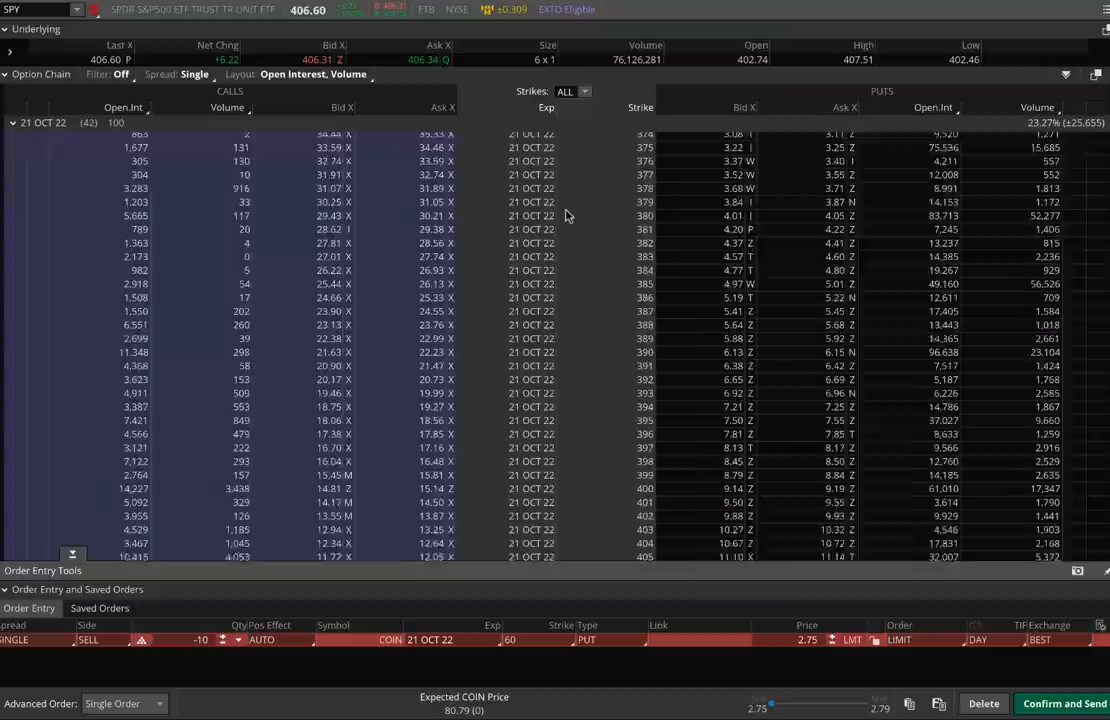 SPY SPDR S&P500 ETF TRUST TR UNIT ETF 406.60 +6.22 B: 406.31 ETB NYSE ±0.309 EXTO Eligible
Underlying
Last X Net Chng Bid X Ask X Size Volume Open High Low
406.60 P +6.22 406.31 Z 406.34 Q 6 x 1 76,126,281 402.74 407.51 402.46
Option Chain Filter: Off Spread: Single Layout: Open Interest, Volume
CALLS Strikes: ALL PUTS
Open.Int Volume Bid X Ask X Exp Strike Bid X Ask X Open.Int Volume
21 OCT 22 (42) 100 23.27% (±25.655)
863 2 34.44 X 35.33 X 21 OCT 22 374 3.08 I 3.11 Z 9,520 1,271
1,677 131 33.59 X 34.46 X 21 OCT 22 375 3.22 I 3.25 Z 75,536 15,685
305 130 32.74 X 33.59 X 21 OCT 22 376 3.37 W 3.40 I 4,211 557
304 10 31.91 X 32.74 X 21 OCT 22 377 3.52 W 3.55 Z 12,008 552
3,283 916 31.07 X 31.89 X 21 OCT 22 378 3.68 W 3.71 Z 8,991 1,813
1,203 33 30.25 X 31.05 X 21 OCT 22 379 3.84 I 3.87 N 14,153 1,172
5,665 117 29.43 X 30.21 X 21 OCT 22 380 4.01 I 4.05 Z 83,713 52,277
789 20 28.62 I 29.38 X 21 OCT 22 381 4.20 P 4.22 Z 7,245 1,406
1,363 4 27.81 X 28.56 X 21 OCT 22 382 4.37 Z 4.41 Z 13,237 815
2,173 0 27.01 X 27.74 X 21 OCT 22 383 4.57 T 4.60 Z 14,385 2,236
982 5 26.22 X 26.93 X 21 OCT 22 384 4.77 T 4.80 Z 19,267 929
2,918 54 25.44 X 26.13 X 21 OCT 22 385 4.97 W 5.01 Z 49,160 56,526
1,508 17 24.66 X 25.33 X 21 OCT 22 386 5.19 T 5.22 N 12,611 709
1,550 202 23.90 X 24.55 X 21 OCT 22 387 5.41 Z 5.45 Z 17,405 1,584
6,551 260 23.13 X 23.76 X 21 OCT 22 388 5.64 Z 5.68 Z 13,443 1,018
2,699 39 22.38 X 22.99 X 21 OCT 22 389 5.88 Z 5.92 Z 14,365 2,661
11,348 298 21.63 X 22.23 X 21 OCT 22 390 6.13 Z 6.15 N 96,638 23,104
4,368 58 20.90 X 21.47 X 21 OCT 22 391 6.38 Z 6.42 Z 7,517 1,424
3,623 153 20.17 X 20.73 X 21 OCT 22 392 6.65 Z 6.69 Z 5,187 1,768
4,911 509 19.46 X 19.99 X 21 OCT 22 393 6.92 Z 6.96 N 6,226 2,585
3,387 553 18.75 X 19.27 X 21 OCT 22 394 7.21 Z 7.25 Z 14,786 1,867
7,421 849 18.06 X 18.56 X 21 OCT 22 395 7.50 Z 7.55 Z 37,027 9,660
4,566 479 17.38 X 17.85 X 21 OCT 22 396 7.81 Z 7.85 T 8,633 1,259
3,121 222 16.70 X 17.16 X 21 OCT 22 397 8.13 T 8.17 Z 9,566 2,916
7,122 293 16.04 X 16.48 X 21 OCT 22 398 8.45 Z 8.50 Z 12,760 2,529
2,764 157 15.45 M 15.81 X 21 OCT 22 399 8.79 Z 8.84 Z 14,185 2,635
14,227 3,438 14.81 Z 15.14 Z 21 OCT 22 400 9.14 Z 9.19 Z 61,010 17,347
5,092 329 14.17 M 14.50 X 21 OCT 22 401 9.50 Z 9.55 Z 3,614 1,790
3,955 126 13.55 M 13.87 X 21 OCT 22 402 9.88 Z 9.93 Z 9,929 1,441
4,529 1,185 12.94 X 13.25 X 21 OCT 22 403 10.27 Z 10.32 Z 4,546 1,903
3,467 1,045 12.34 X 12.64 X 21 OCT 22 404 10.67 Z 10.72 Z 17,831 2,168
10,415 4,053 11.77 X 12.05 X 21 OCT 22 405 11.10 X 11.14 T 32,007 5,372
Order Entry Tools
Order Entry and Saved Orders
Order Entry Saved Orders
Spread Side Qty Pos Effect Symbol Exp Strike Type Link Price Order TIF Exchange
SINGLE SELL -10 AUTO COIN 21 OCT 22 60 PUT 2.75 LMT LIMIT DAY BEST
Advanced Order: Single Order Expected COIN Price 80.79 (0) 2.75 2.79 Delete Confirm and Send